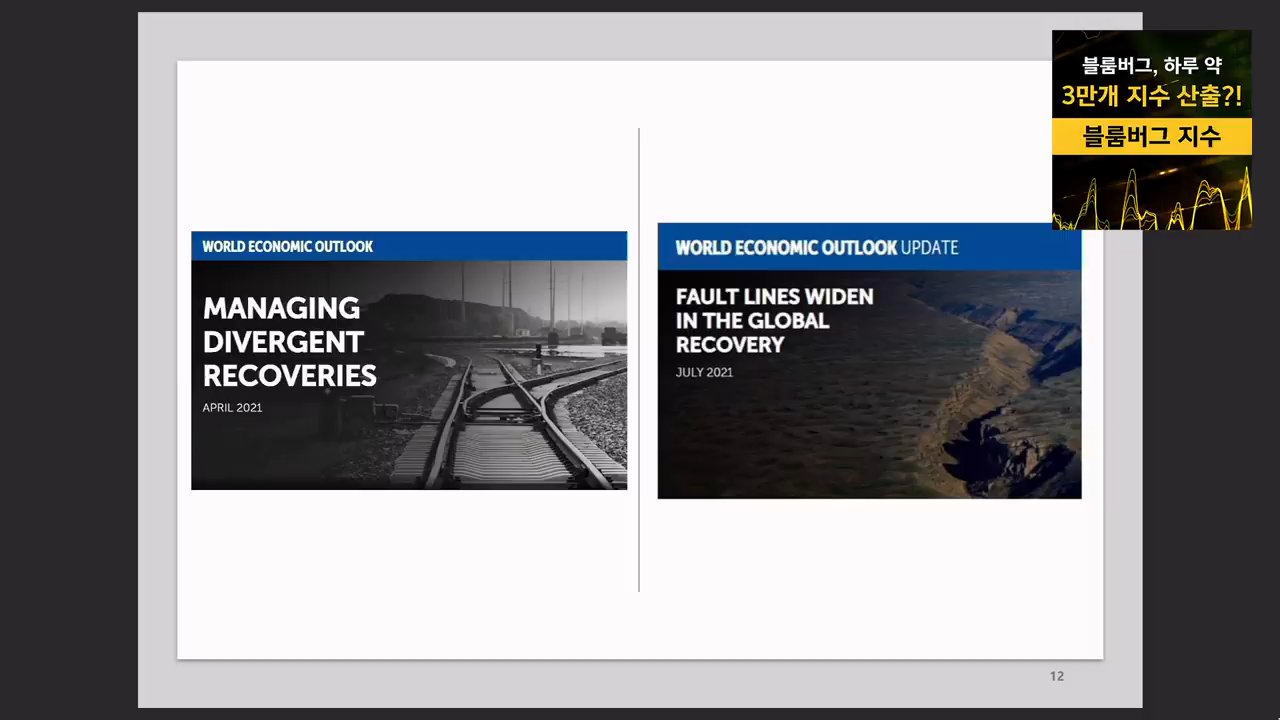 WORLD ECONOMIC OUTLOOK
MANAGING
DIVERGENT
RECOVERIES
APRIL 2021
WORLD ECONOMIC OUTLOOK UPDATE
FAULT LINES WIDEN
IN THE GLOBAL
RECOVERY
JULY 2021
블룸버그, 하루 약
3만개 지수 산출?!
블룸버그 지수
12